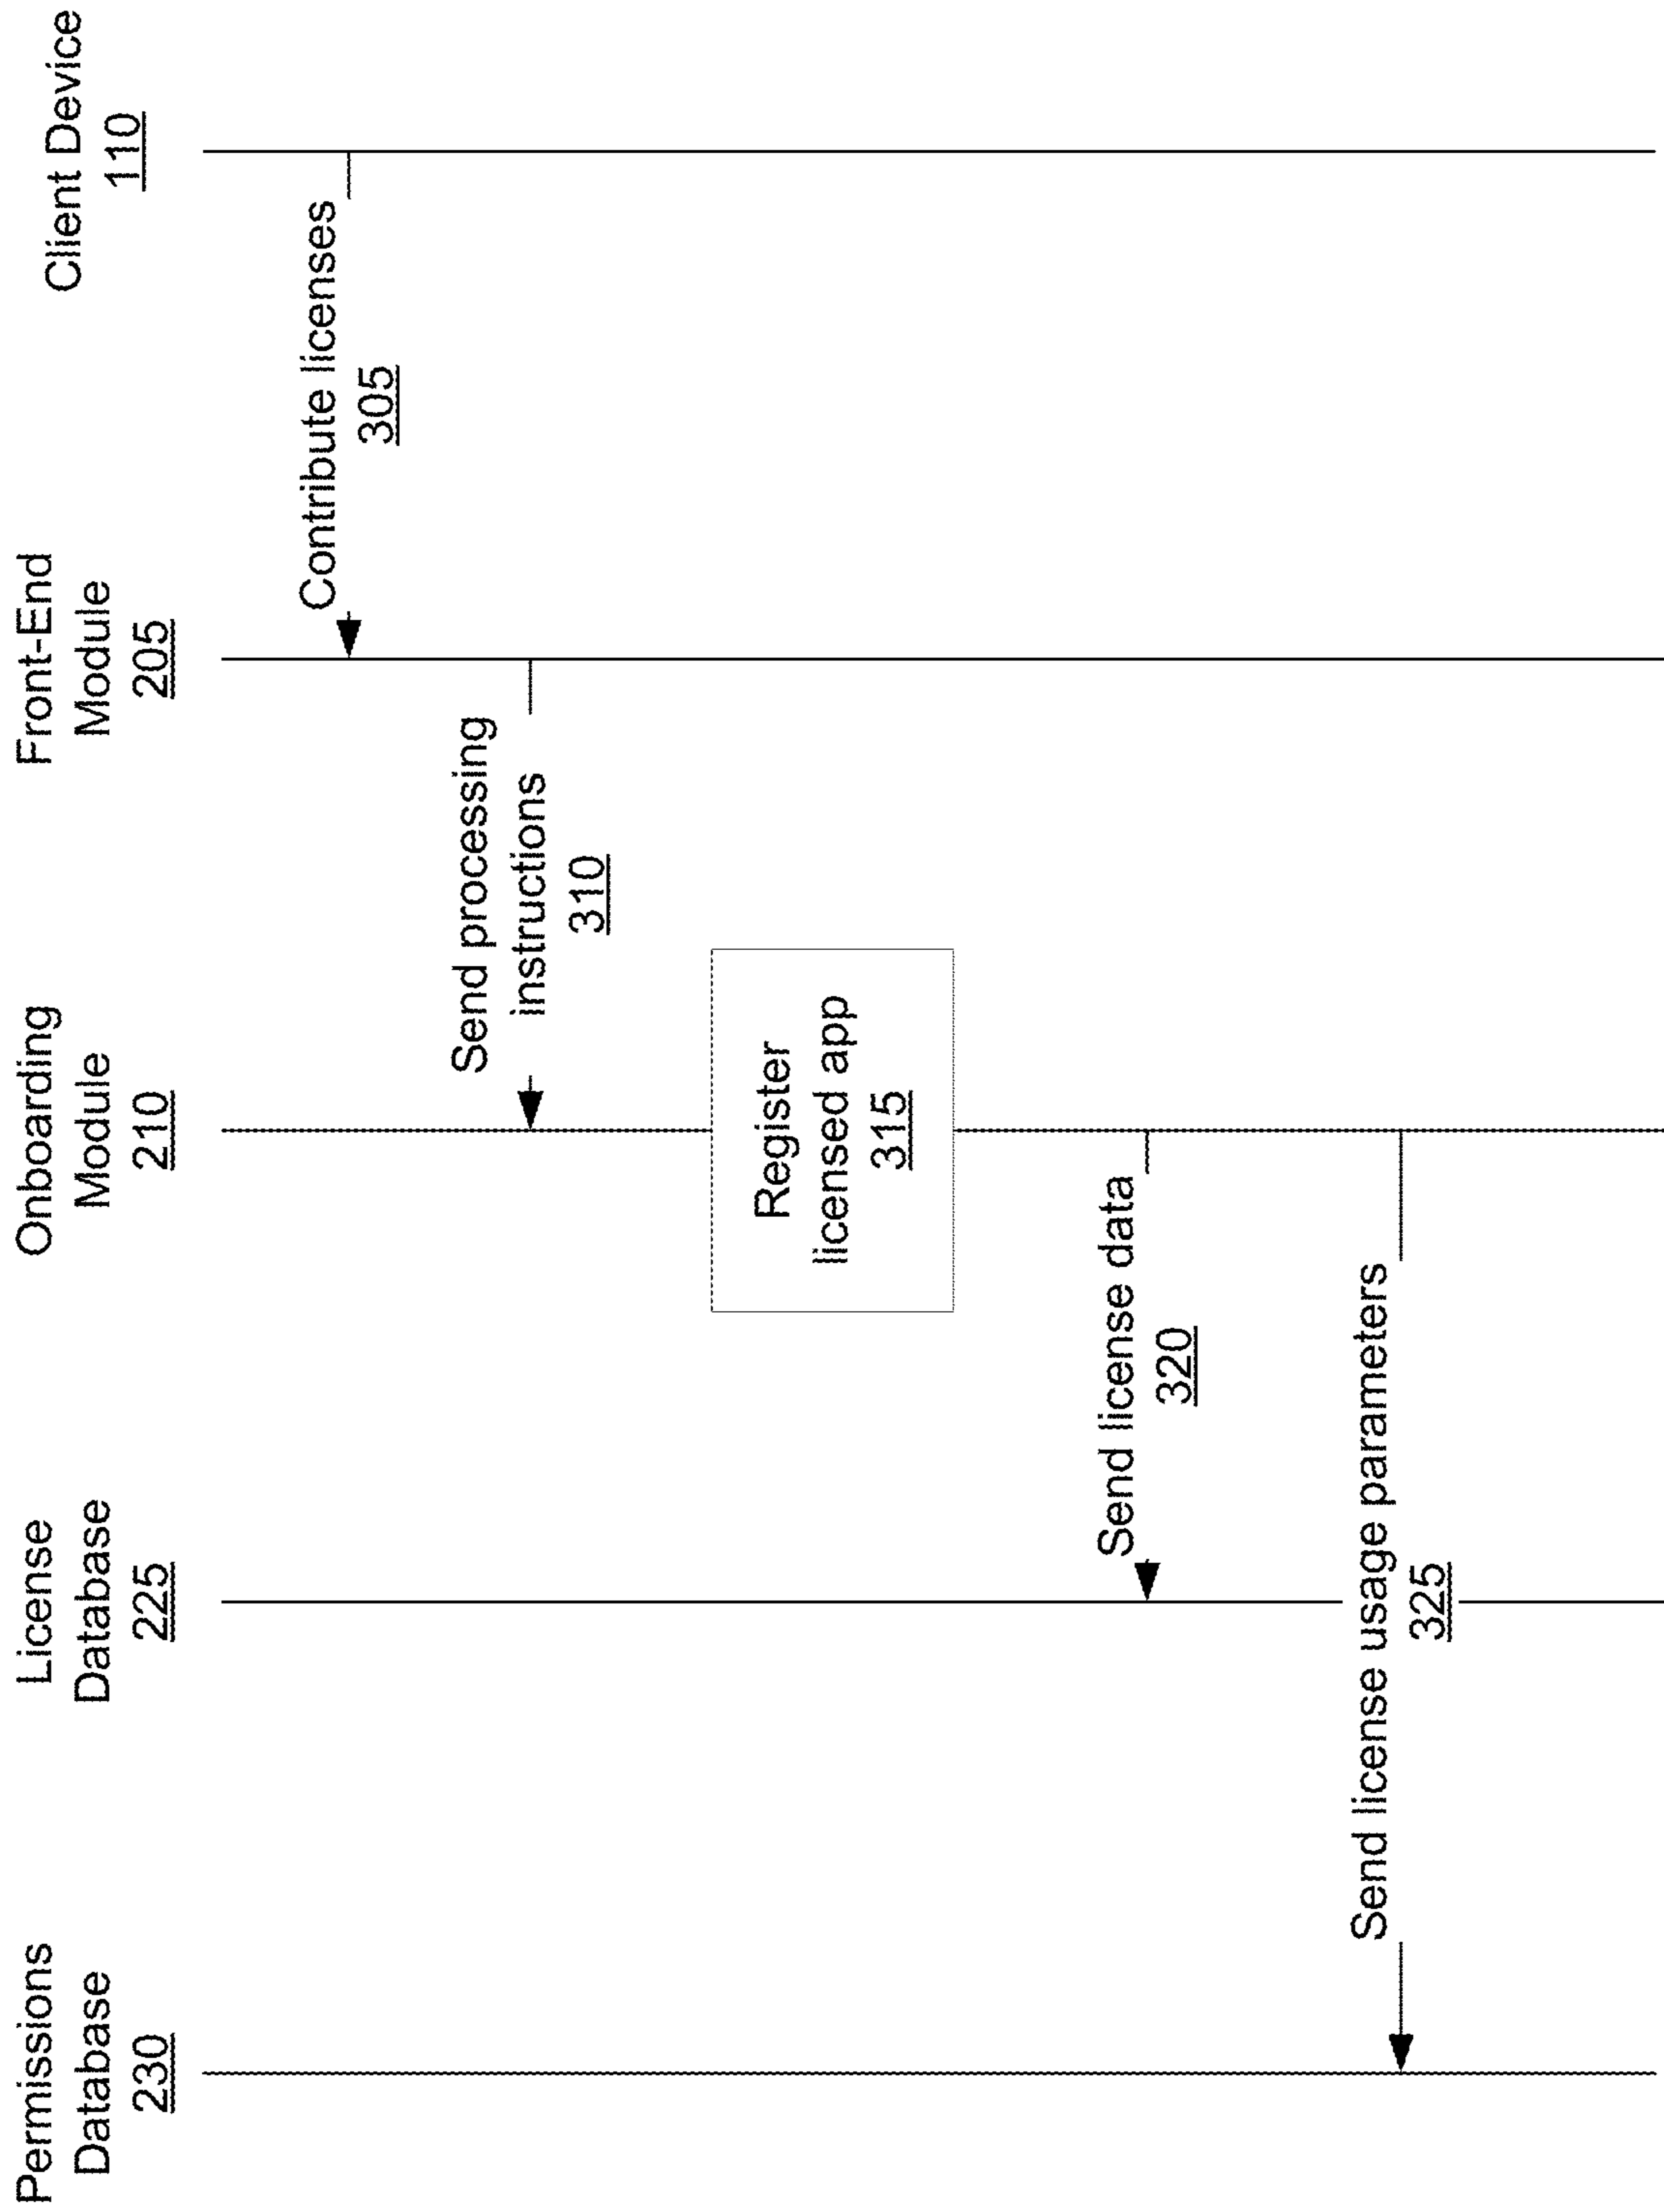 Permissions
Database
230
License
Database
225
Onboarding
Module
210
Front-End
Module
205
Client Device
110
Contribute licenses
305
Send processing
instructions
310
Register
licensed app
315
Send license data
320
Send license usage parameters
325